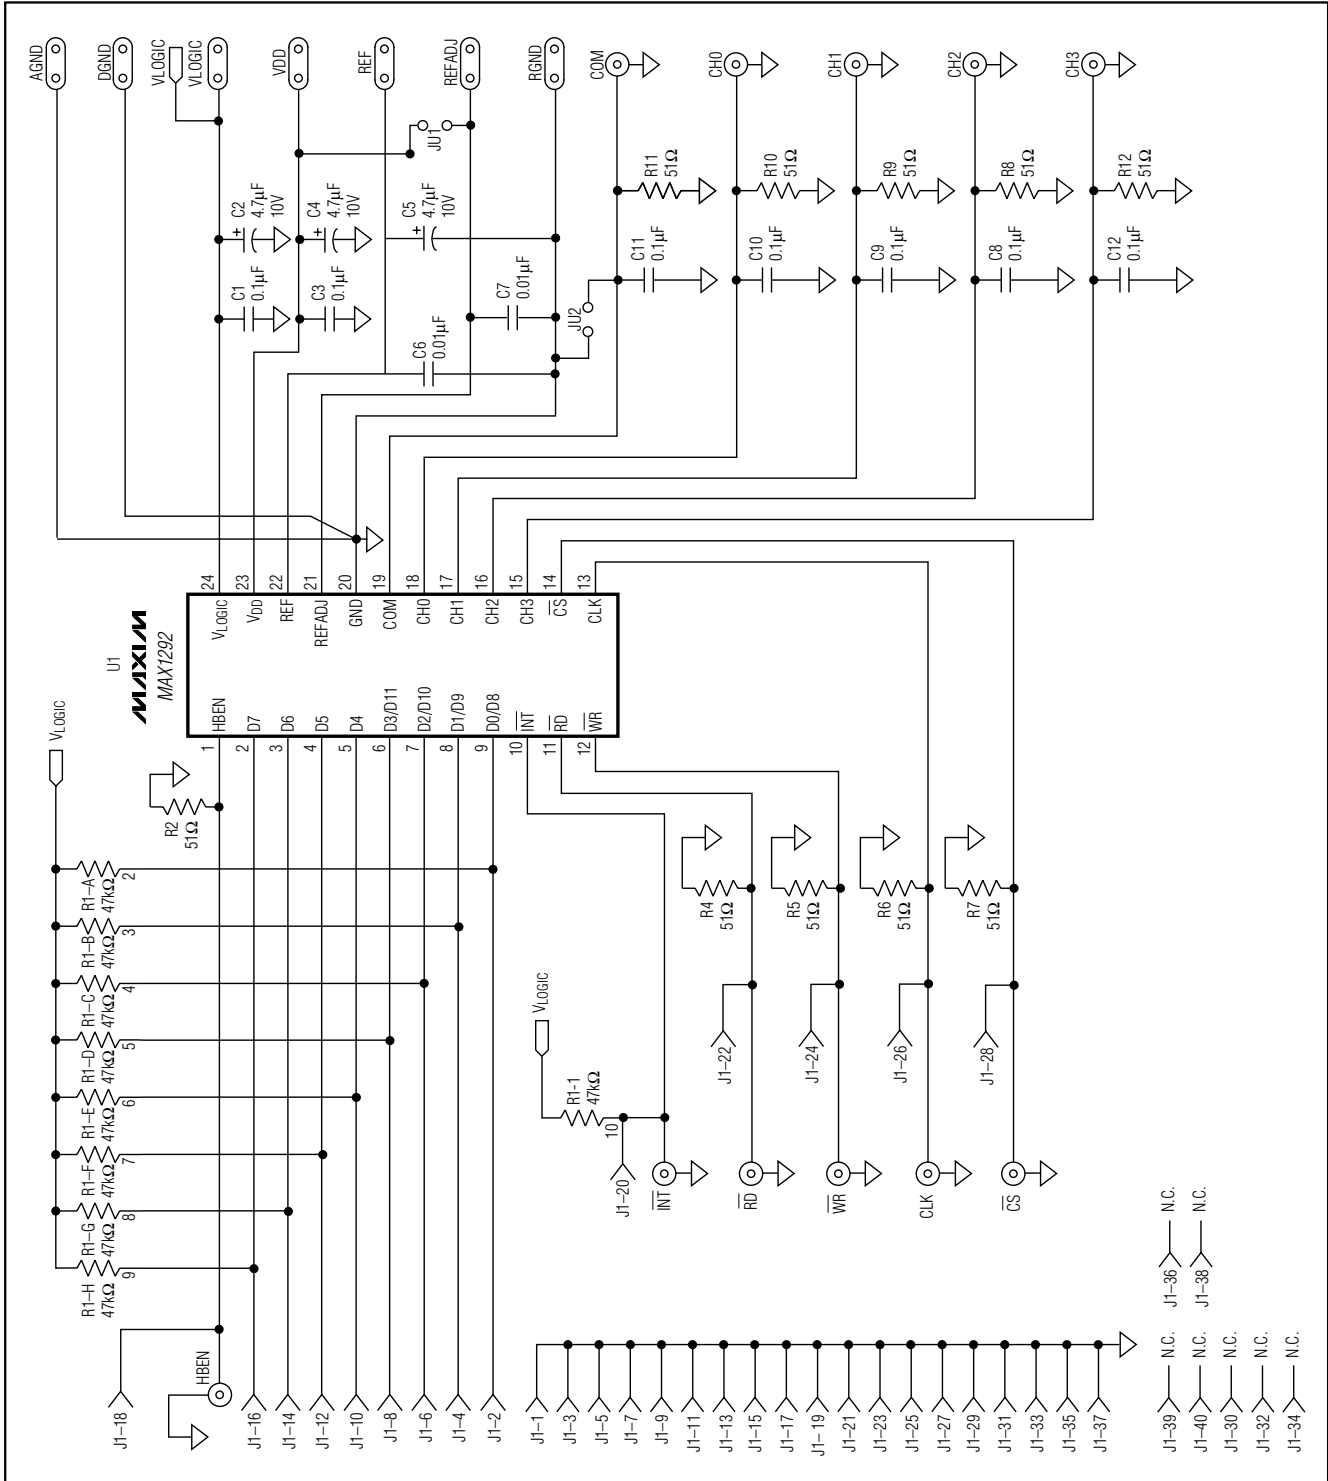 AGND
DGND
VLOGIC
VLOGIC
VDD
REF
REFADJ
RGND
COM
CH0
CH1
CH2
CH3
JU1
C2
4.7µF
10V
C4
4.7µF
10V
C5
4.7µF
10V
C1
0.1µF
C3
0.1µF
C7
0.01µF
C6
0.01µF
JU2
R11
51Ω
R10
51Ω
R9
51Ω
R8
51Ω
R12
51Ω
C11
0.1µF
C10
0.1µF
C9
0.1µF
C8
0.1µF
C12
0.1µF
U1
MAXIM
MAX1292
24
23
22
21
20
19
18
17
16
15
14
13
VLOGIC
VDD
REF
REFADJ
GND
COM
CH0
CH1
CH2
CH3
CS
CLK
HBEN
D7
D6
D5
D4
D3/D11
D2/D10
D1/D9
D0/D8
INT
RD
WR
1
2
3
4
5
6
7
8
9
10
11
12
VLOGIC
R2
51Ω
R1–A
47kΩ
2
R1–B
47kΩ
3
R1–C
47kΩ
4
R1–D
47kΩ
5
R1–E
47kΩ
6
R1–F
47kΩ
7
R1–G
47kΩ
8
R1–H
47kΩ
9
VLOGIC
R1-1
47kΩ
10
J1–20
R4
51Ω
R5
51Ω
R6
51Ω
R7
51Ω
J1–22
J1–24
J1–26
J1–28
INT
RD
WR
CLK
CS
J1–18
HBEN
J1–16
J1–14
J1–12
J1–10
J1–8
J1–6
J1–4
J1–2
J1–1
J1–3
J1–5
J1–7
J1–9
J1–11
J1–13
J1–15
J1–17
J1– 19
J1–21
J1–23
J1–25
J1–27
J1–29
J1–31
J1–33
J1–35
J1–37
J1–36 N.C.
J1–38 N.C.
J1–39 N.C.
J1–40 N.C.
J1–30 N.C.
J1–32 N.C.
J1–34 N.C.